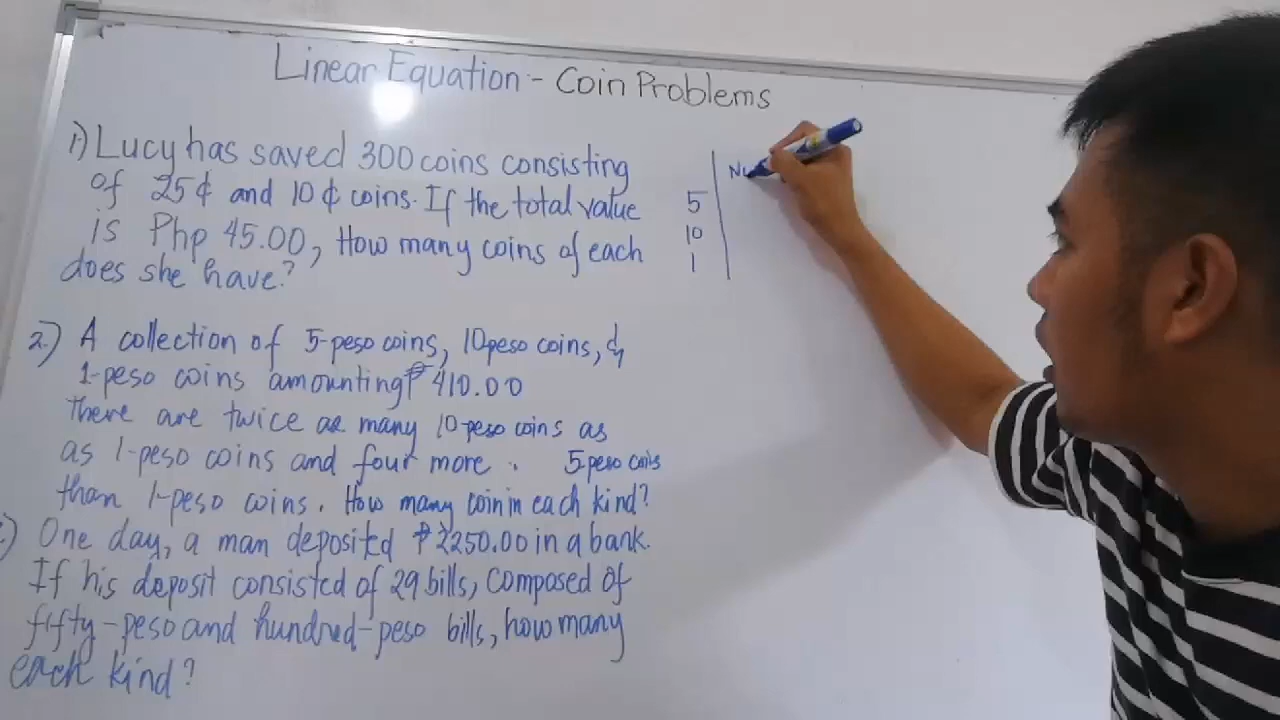 Linear Equation - Coin Problems
1.) Lucy has saved 300 coins consisting
of 25¢ and 10¢ coins. If the total value
is Php 45.00, How many coins of each
does she have?
2.) A collection of 5-peso coins, 10peso coins, &
1-peso coins amounting ₱410.00
there are twice as many 10-peso coins as
as 1-peso coins and four more . 5peso coins
than 1-peso coins. How many coin in each kind?
) One day, a man deposited ₱2250.00 in a bank.
If his deposit consisted of 29 bills, composed of
fifty-peso and hundred-peso bills, how many
each kind?
Nu
5
10
1